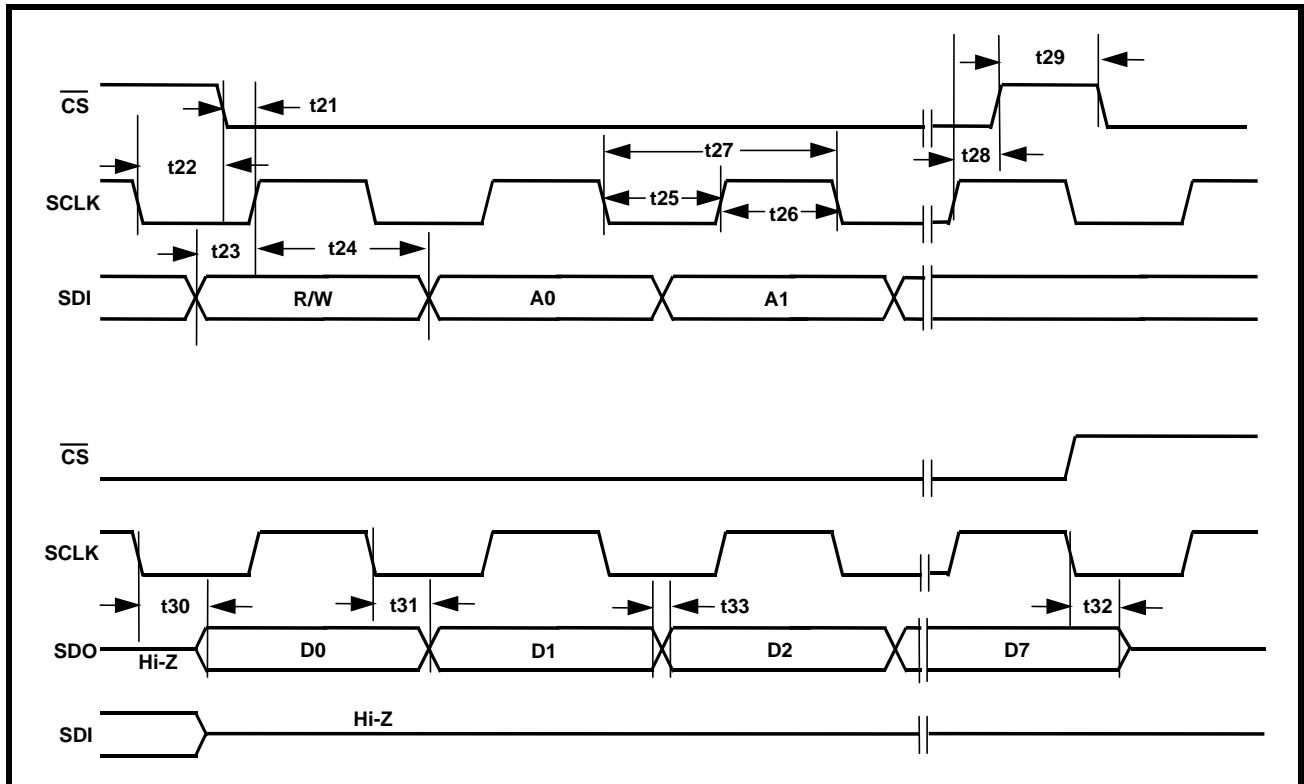 t29
CS
t21
t22
t27
t28
SCLK
t25
t26
t23
t24
SDI
R/W
A0
A1
CS
SCLK
t30
t31
t33
t32
SDO
Hi-Z
D0
D1
D2
D7
Hi-Z
SDI